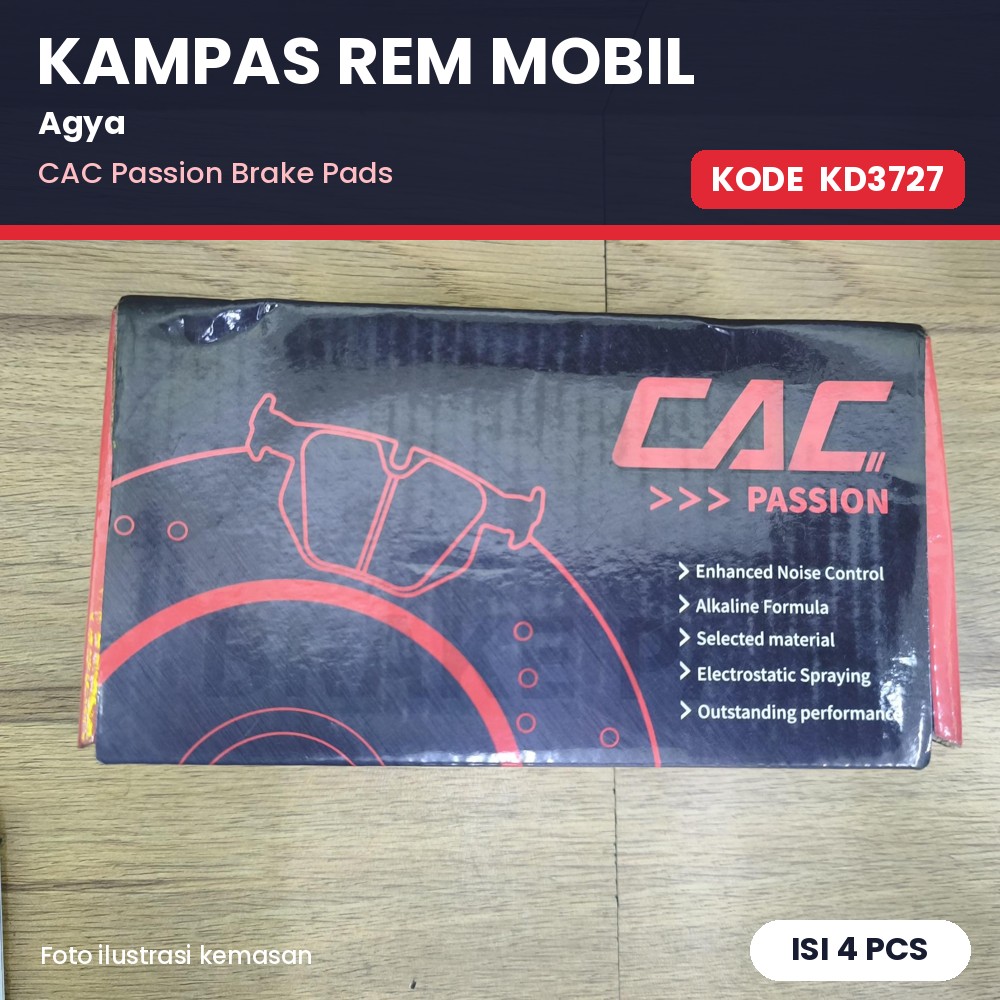 KAMPAS REM MOBIL
Agya
CAC Passion Brake Pads
KODE KD3727
CAC
>>> PASSION
> Enhanced Noise Control
> Alkaline Formula
> Selected material
> Electrostatic Spraying
> Outstanding performance
Foto ilustrasi kemasan
ISI 4 PCS